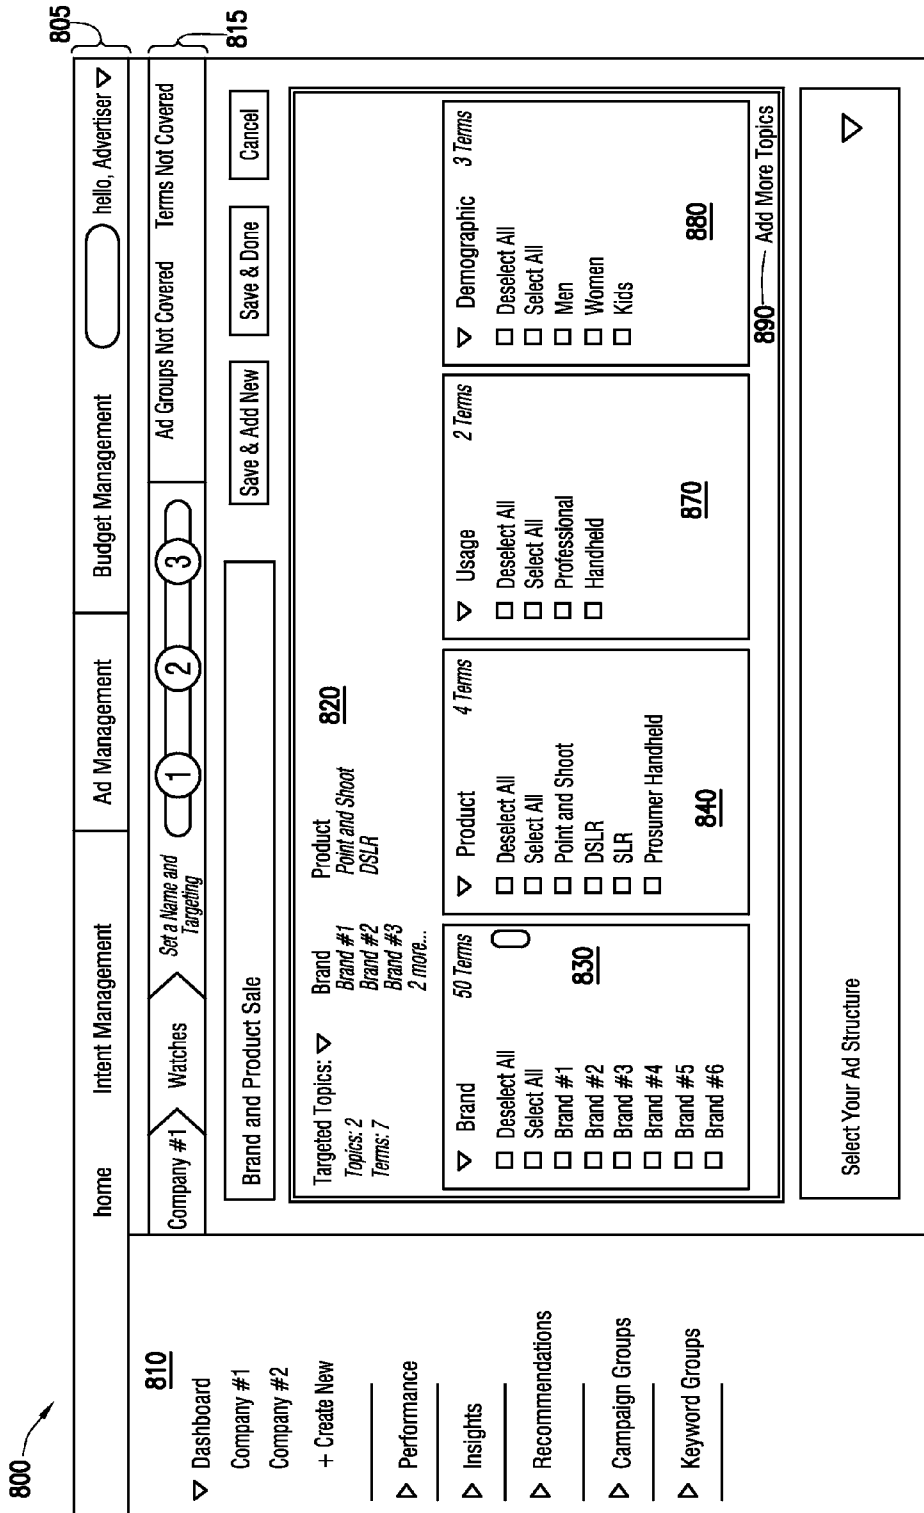 800
805
home
Intent Management
Ad Management
Budget Management
hello, Advertiser
815
Company #1
Watches
Set a Name and
Targeting
1
2
3
Ad Groups Not Covered
Terms Not Covered
810
Dashboard
Company #1
Company #2
+ Create New
Performance
Insights
Recommendations
Campaign Groups
Keyword Groups
Brand and Product Sale
Save & Add New
Save & Done
Cancel
Targeted Topics:
Topics: 2
Terms: 7
Brand
Brand #1
Brand #2
Brand #3
2 more...
Product
Point and Shoot
DSLR
820
Brand
50 Terms
Deselect All
Select All
Brand #1
Brand #2
Brand #3
Brand #4
Brand #5
Brand #6
830
Product
4 Terms
Deselect All
Select All
Point and Shoot
DSLR
SLR
Prosumer Handheld
840
Usage
2 Terms
Deselect All
Select All
Professional
Handheld
870
Demographic
3 Terms
Deselect All
Select All
Men
Women
Kids
880
890
Add More Topics
Select Your Ad Structure